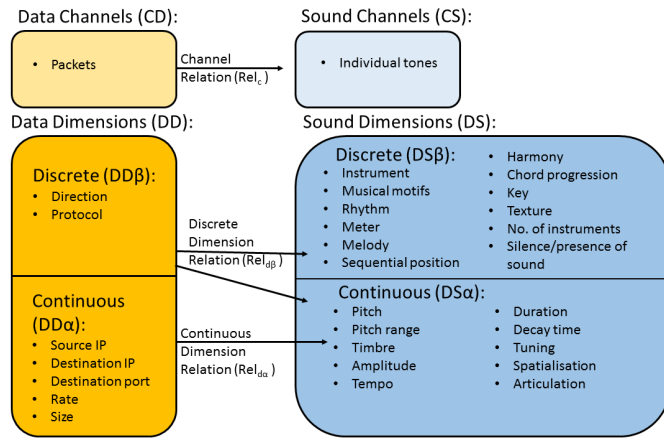 Data Channels (CD):
• Packets
Channel
Relation (Rel_c)
Sound Channels (CS):
• Individual tones
Data Dimensions (DD):
Discrete (DDβ):
• Direction
• Protocol
Continuous
(DDα):
• Source IP
• Destination IP
• Destination port
• Rate
• Size
Discrete
Dimension
Relation (Rel_dβ)
Continuous
Dimension
Relation (Rel_dα)
Sound Dimensions (DS):
Discrete (DSβ):
• Instrument
• Musical motifs
• Rhythm
• Meter
• Melody
• Sequential position
• Harmony
• Chord progression
• Key
• Texture
• No. of instruments
• Silence/presence of
sound
Continuous (DSα):
• Pitch
• Pitch range
• Timbre
• Amplitude
• Tempo
• Duration
• Decay time
• Tuning
• Spatialisation
• Articulation